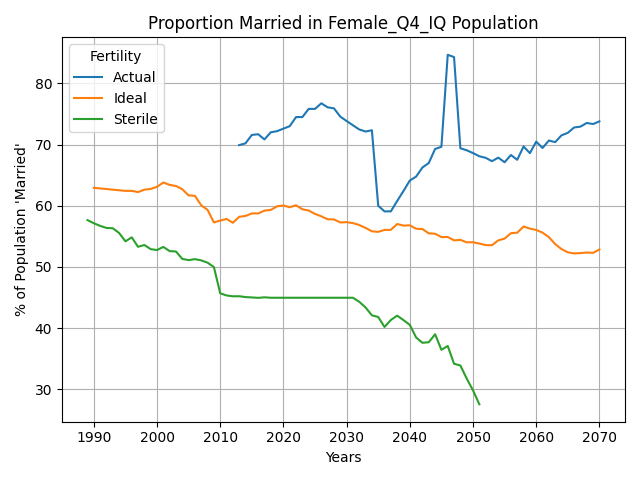 Proportion Married in Female_Q4_IQ Population
Fertility
Actual
Ideal
Sterile
% of Population 'Married'
80
70
60
50
40
30
1990 2000 2010 2020 2030 2040 2050 2060 2070
Years